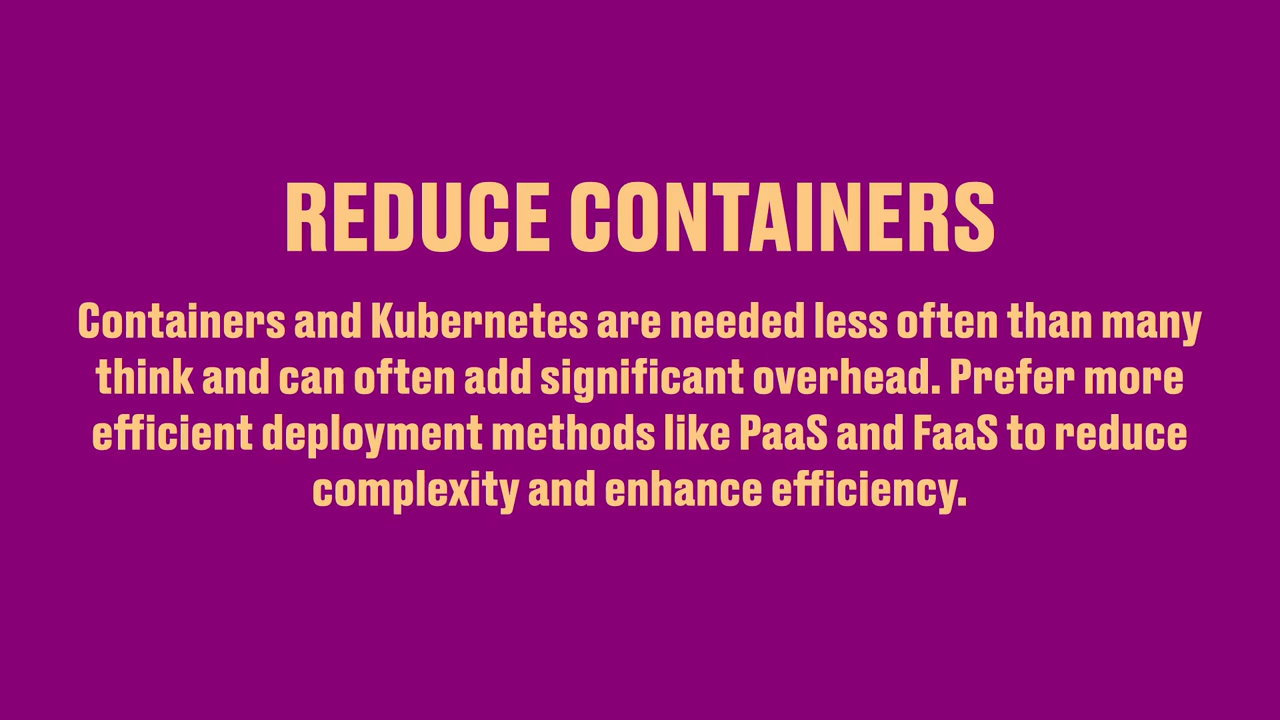 REDUCE CONTAINERS
Containers and Kubernetes are needed less often than many
think and can often add significant overhead. Prefer more
efficient deployment methods like PaaS and FaaS to reduce
complexity and enhance efficiency.